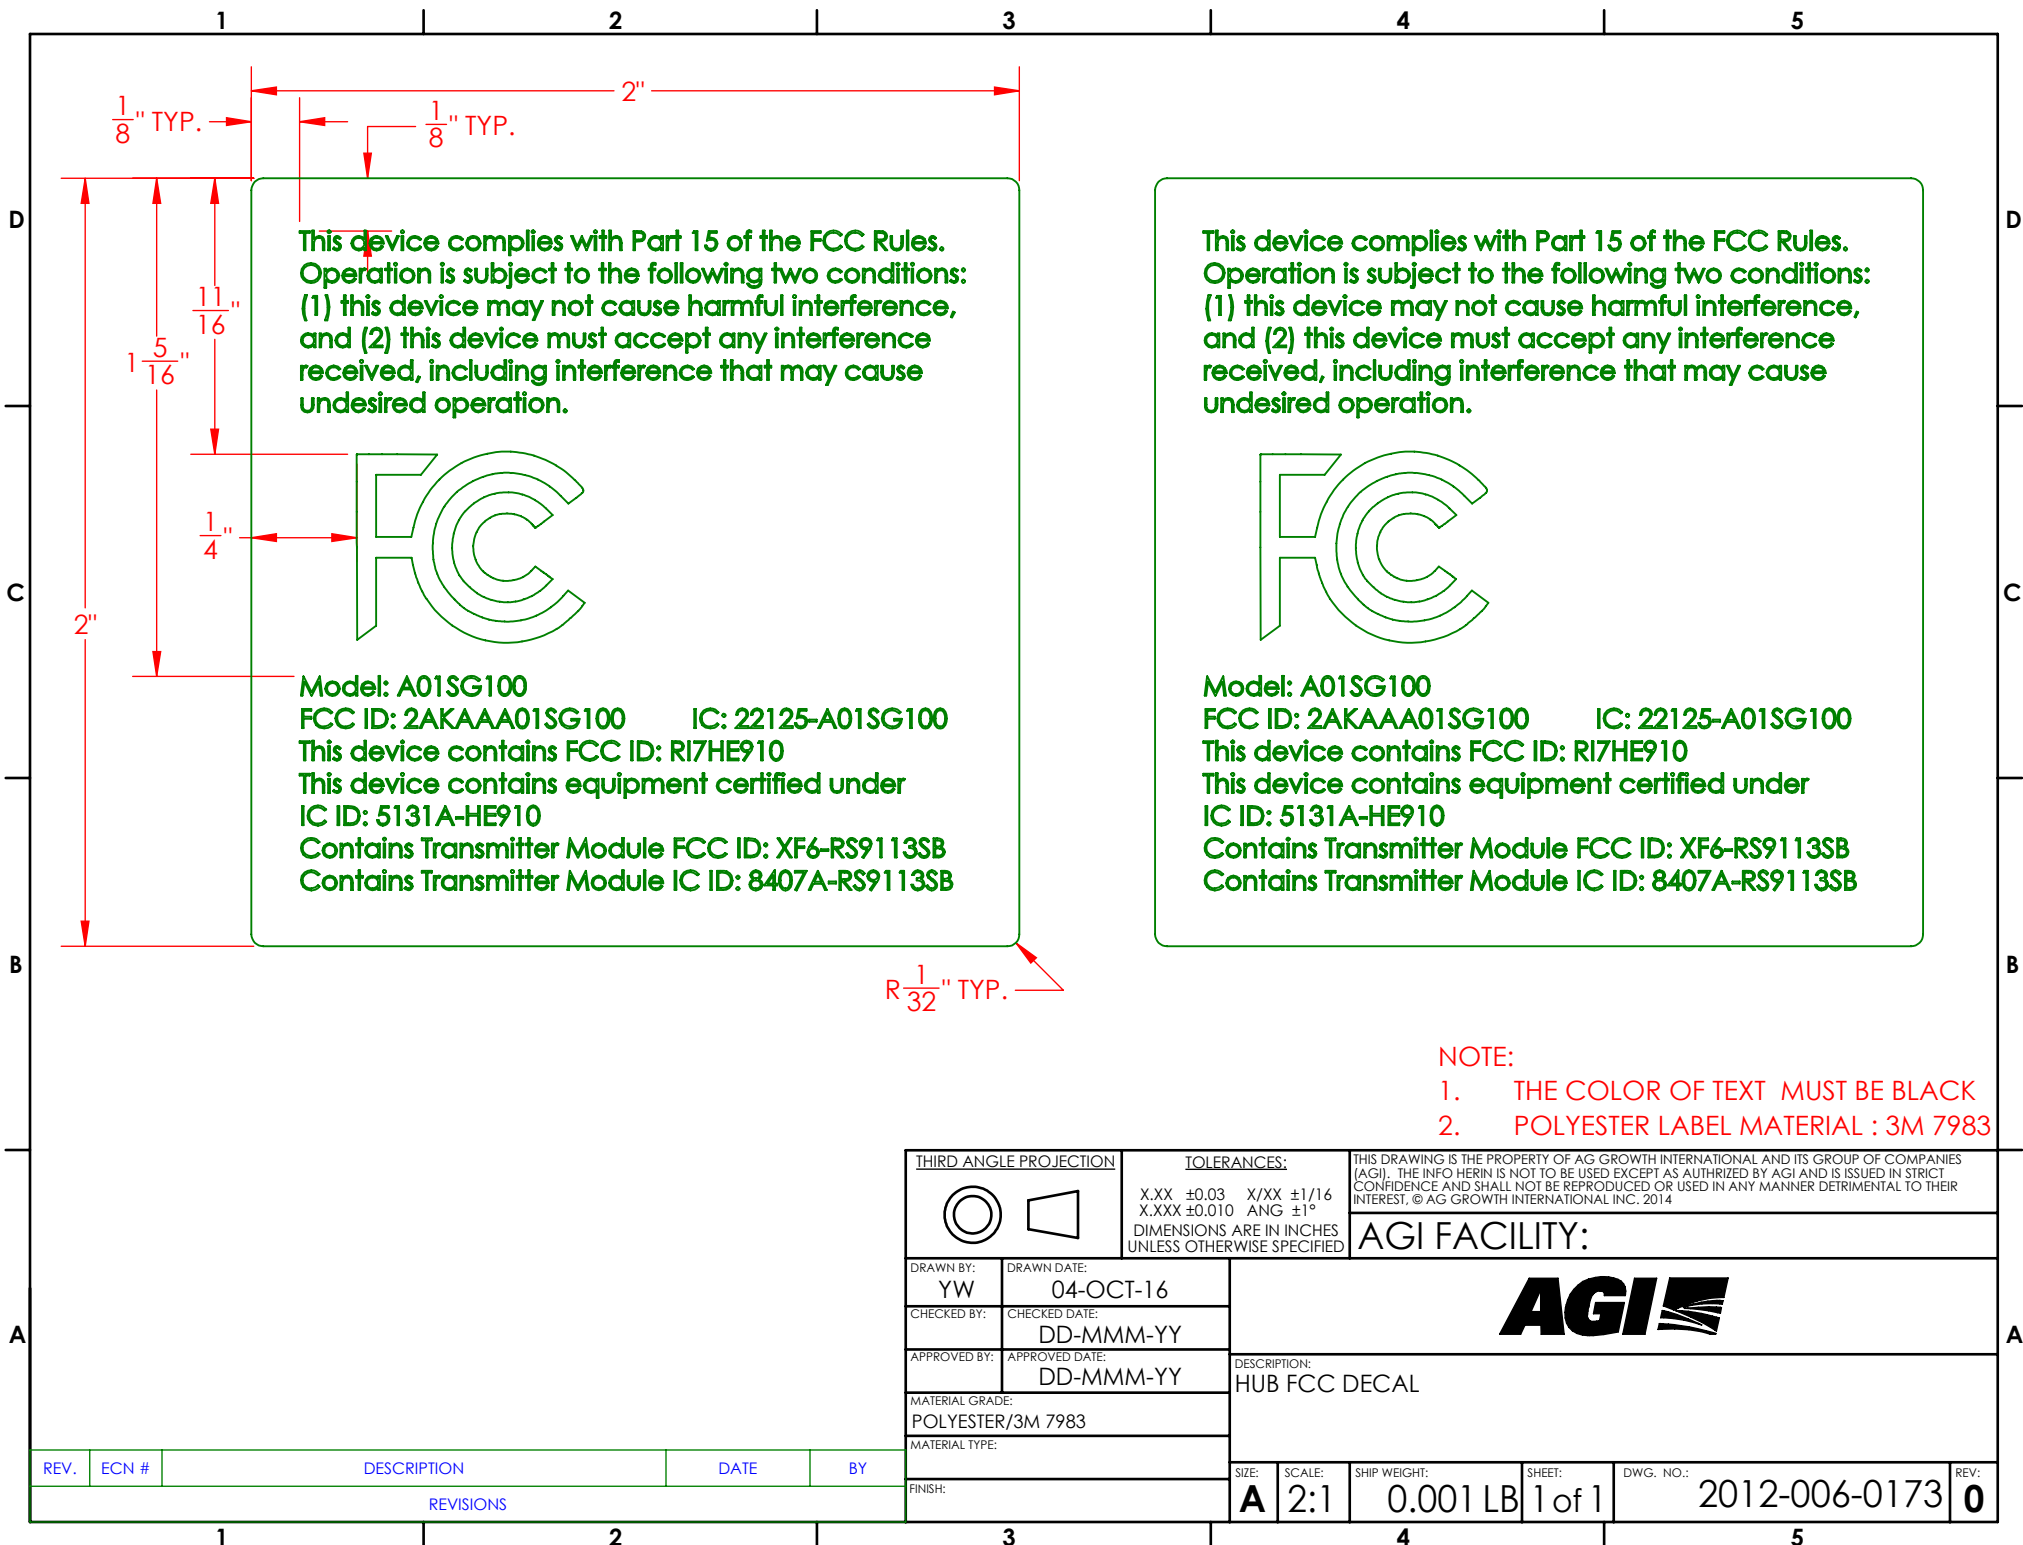 1 2 3 4 5
2"
1/8" TYP.
1/8" TYP.
D D
11/16"
1 5/16"
1/4"
C C
2"
This device complies with Part 15 of the FCC Rules.
Operation is subject to the following two conditions:
(1) this device may not cause harmful interference,
and (2) this device must accept any interference
received, including interference that may cause
undesired operation.
FCC
Model: A01SG100
FCC ID: 2AKAAA01SG100 IC: 22125-A01SG100
This device contains FCC ID: RI7HE910
This device contains equipment certified under
IC ID: 5131A-HE910
Contains Transmitter Module FCC ID: XF6-RS9113SB
Contains Transmitter Module IC ID: 8407A-RS9113SB
This device complies with Part 15 of the FCC Rules.
Operation is subject to the following two conditions:
(1) this device may not cause harmful interference,
and (2) this device must accept any interference
received, including interference that may cause
undesired operation.
FCC
Model: A01SG100
FCC ID: 2AKAAA01SG100 IC: 22125-A01SG100
This device contains FCC ID: RI7HE910
This device contains equipment certified under
IC ID: 5131A-HE910
Contains Transmitter Module FCC ID: XF6-RS9113SB
Contains Transmitter Module IC ID: 8407A-RS9113SB
B B
R 1/32" TYP.
NOTE:
1. THE COLOR OF TEXT MUST BE BLACK
2. POLYESTER LABEL MATERIAL : 3M 7983
THIRD ANGLE PROJECTION
TOLERANCES:
X.XX ±0.03 X/XX ±1/16
X.XXX ±0.010 ANG ±1°
DIMENSIONS ARE IN INCHES
UNLESS OTHERWISE SPECIFIED
THIS DRAWING IS THE PROPERTY OF AG GROWTH INTERNATIONAL AND ITS GROUP OF COMPANIES
(AGI). THE INFO HERIN IS NOT TO BE USED EXCEPT AS AUTHRIZED BY AGI AND IS ISSUED IN STRICT
CONFIDENCE AND SHALL NOT BE REPRODUCED OR USED IN ANY MANNER DETRIMENTAL TO THEIR
INTEREST, © AG GROWTH INTERNATIONAL INC. 2014
AGI FACILITY:
DRAWN BY:
YW
DRAWN DATE:
04-OCT-16
CHECKED BY:
CHECKED DATE:
DD-MMM-YY
APPROVED BY:
APPROVED DATE:
DD-MMM-YY
MATERIAL GRADE:
POLYESTER/3M 7983
MATERIAL TYPE:
FINISH:
AGI
DESCRIPTION:
HUB FCC DECAL
A A
SIZE:
A
SCALE:
2:1
SHIP WEIGHT:
0.001 LB
SHEET:
1 of 1
DWG. NO.:
2012-006-0173
REV:
0
REV. ECN # DESCRIPTION DATE BY
REVISIONS
1 2 3 4 5